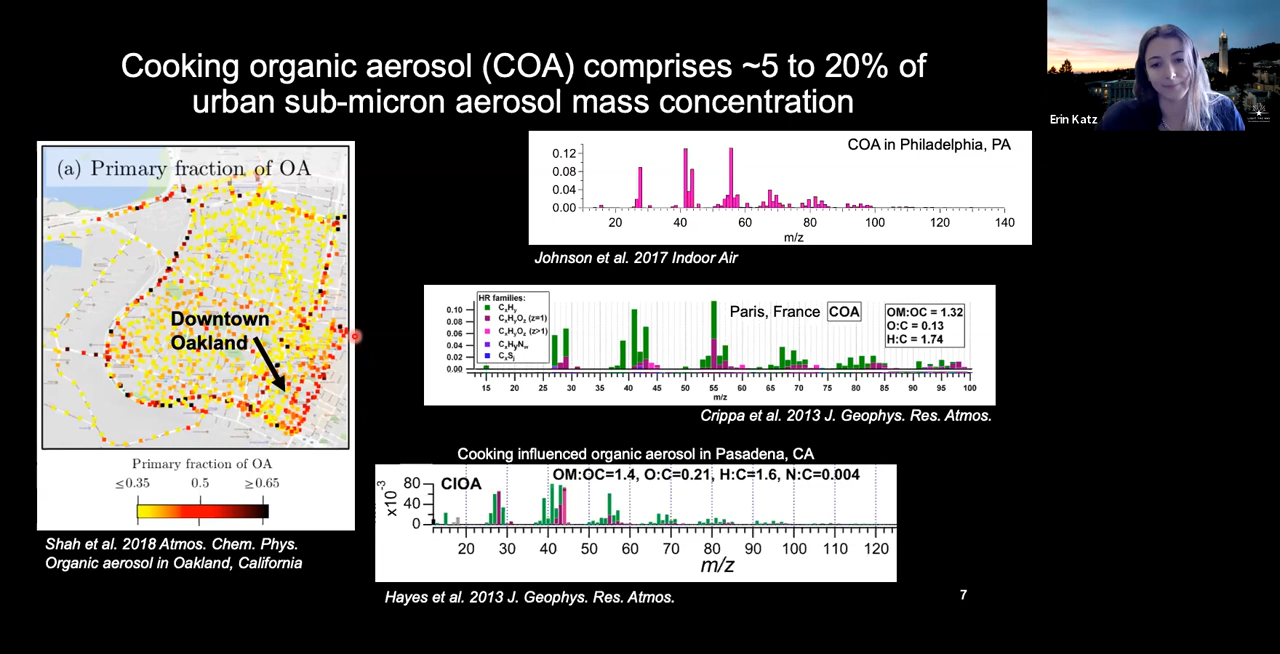 Cooking organic aerosol (COA) comprises ~5 to 20% of
urban sub-micron aerosol mass concentration
Erin Katz
(a) Primary fraction of OA
Downtown
Oakland
Primary fraction of OA
≤0.35 0.5 ≥0.65
Shah et al. 2018 Atmos. Chem. Phys.
Organic aerosol in Oakland, California
COA in Philadelphia, PA
0.12
0.08
0.04
0.00
20 40 60 80 100 120 140
m/z
Johnson et al. 2017 Indoor Air
HR families:
CxHy
CxHyOz (z=1)
CxHyOz (z>1)
CxHyNw
CxSj
Paris, France COA
OM:OC = 1.32
O:C = 0.13
H:C = 1.74
0.10
0.08
0.06
0.04
0.02
0.00
15 20 25 30 35 40 45 50 55 60 65 70 75 80 85 90 95 100
m/z
Crippa et al. 2013 J. Geophys. Res. Atmos.
Cooking influenced organic aerosol in Pasadena, CA
CIOA
OM:OC=1.4, O:C=0.21, H:C=1.6, N:C=0.004
x10-3
80
40
0
20 30 40 50 60 70 80 90 100 110 120
m/z
Hayes et al. 2013 J. Geophys. Res. Atmos.
7